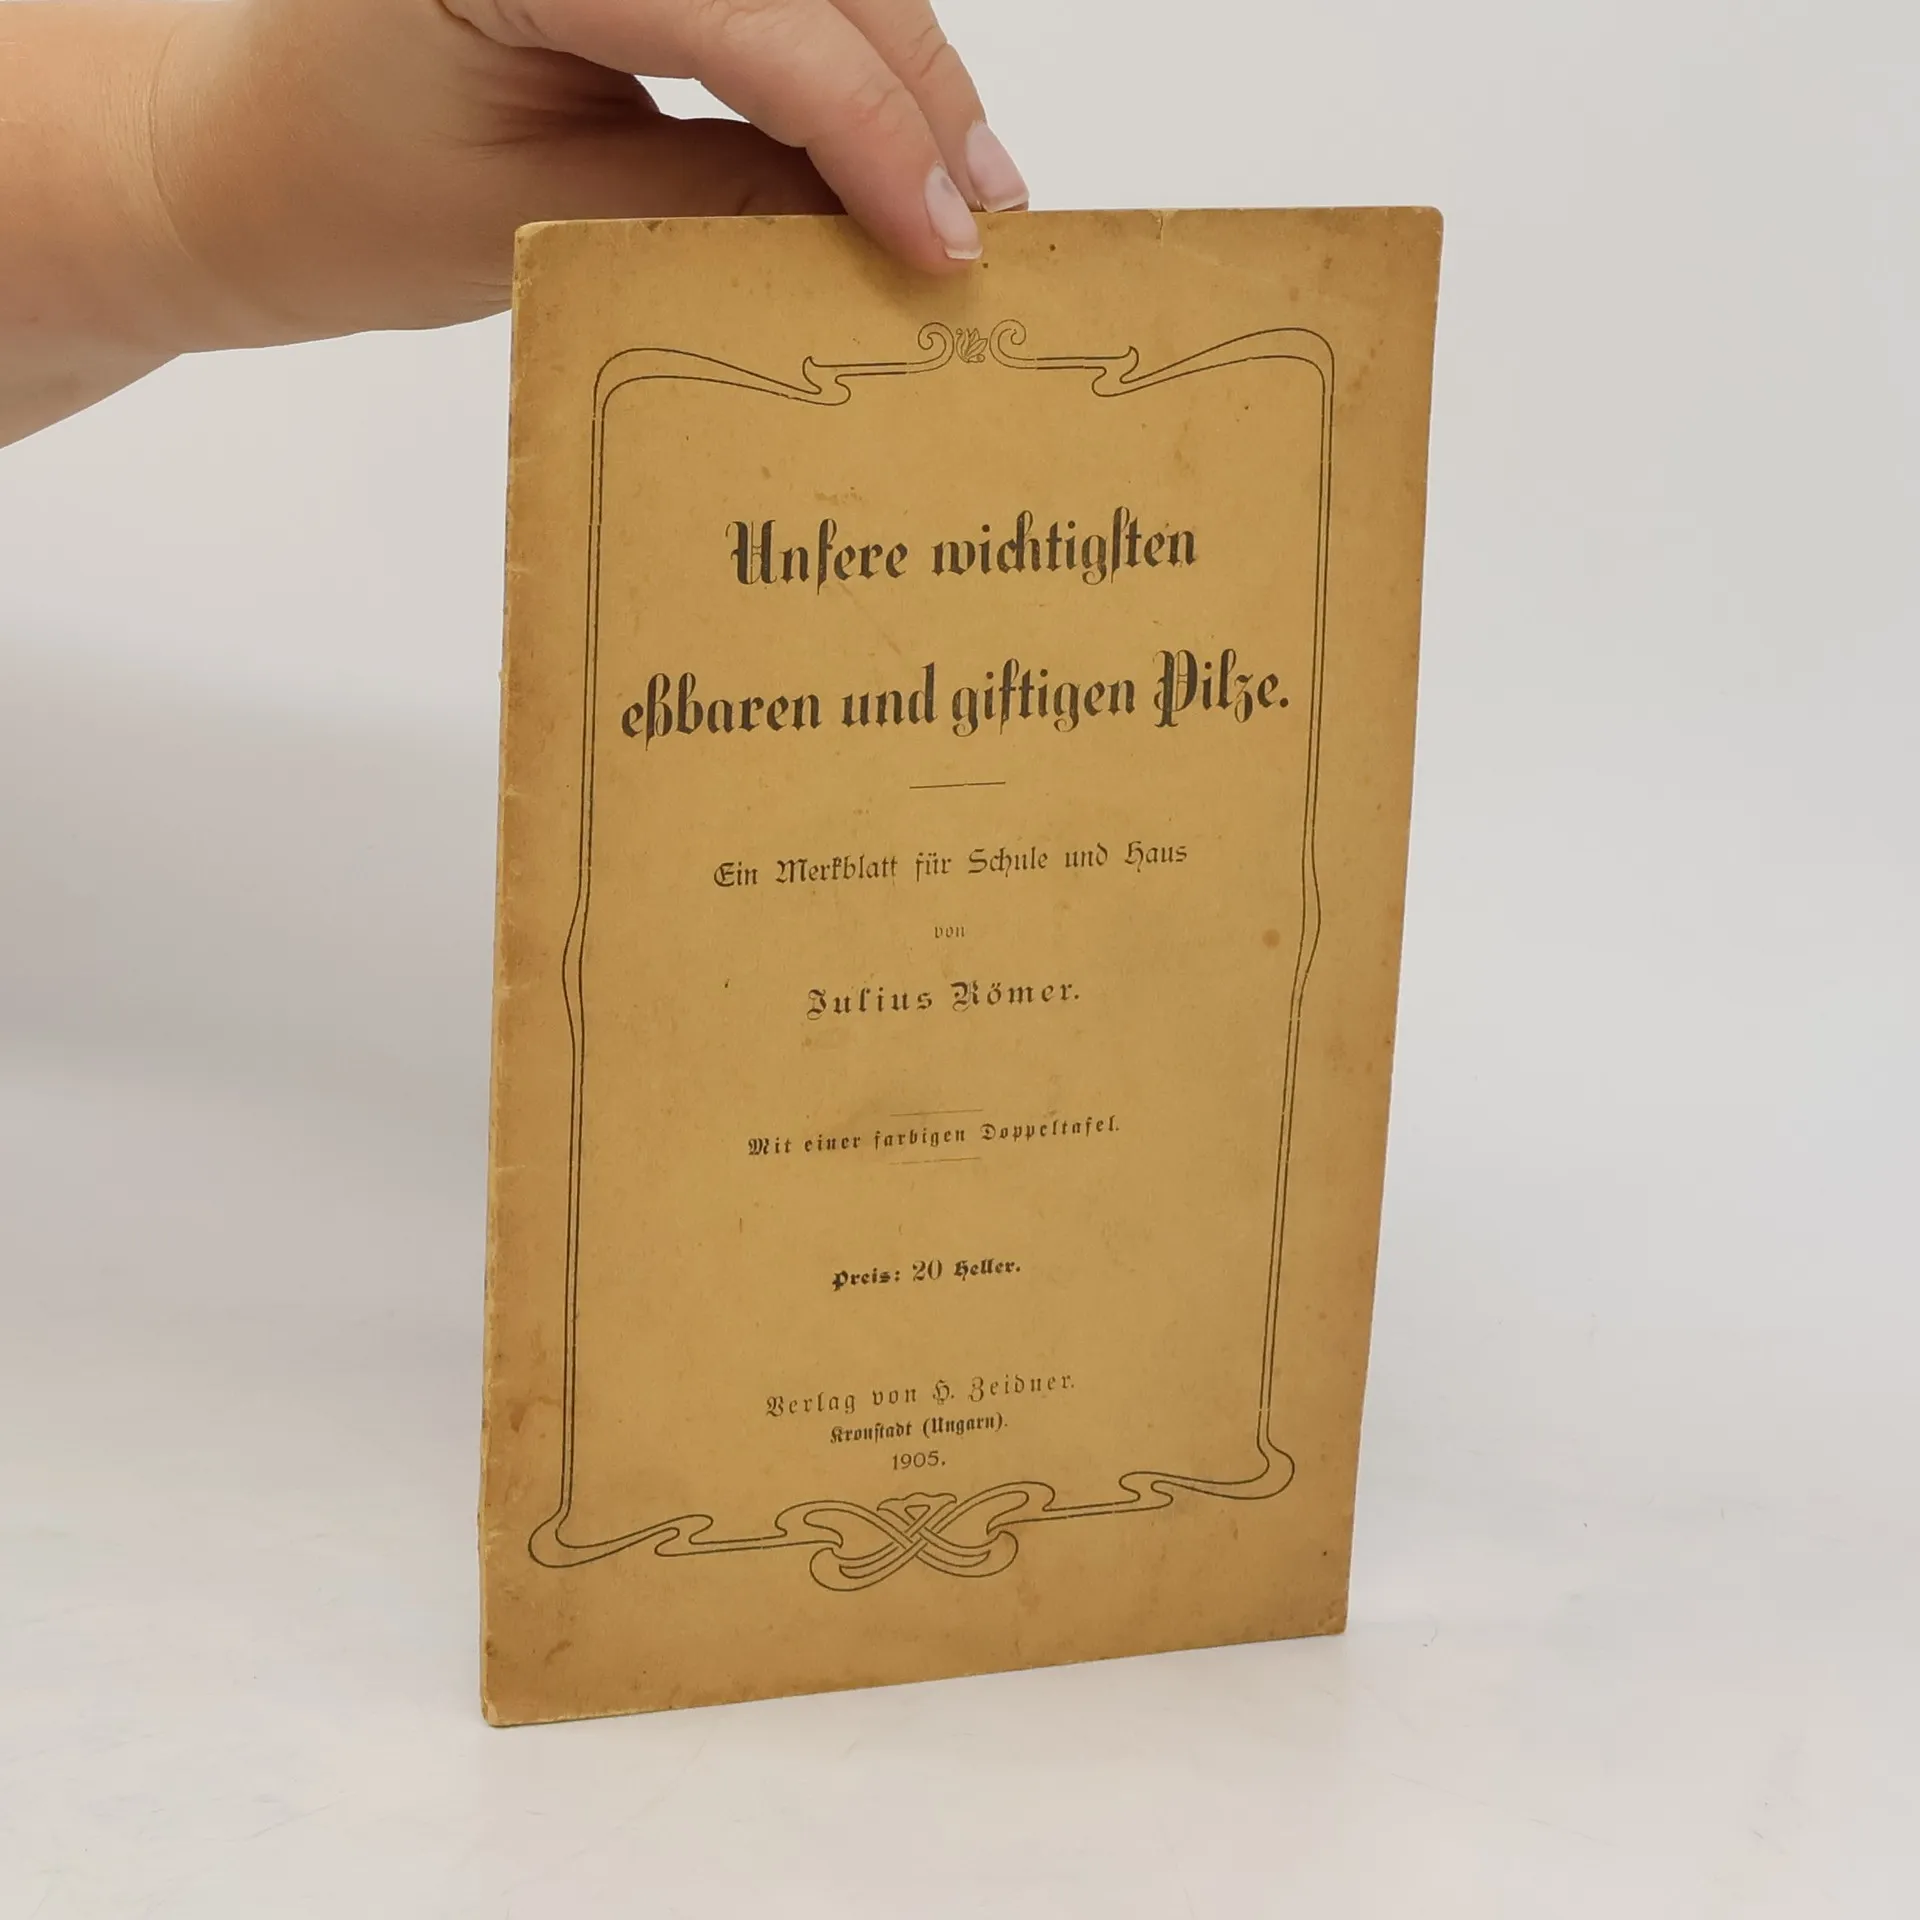 Unſere wichtigſten
eßbaren und giftigen Pilze.
Ein Merkblatt für Schule und Haus
von
Julius Römer.
Mit einer farbigen Doppeltafel.
Preis: 20 Heller.
Verlag von H. Zeidner.
Kronſtadt (Ungarn).
1905.